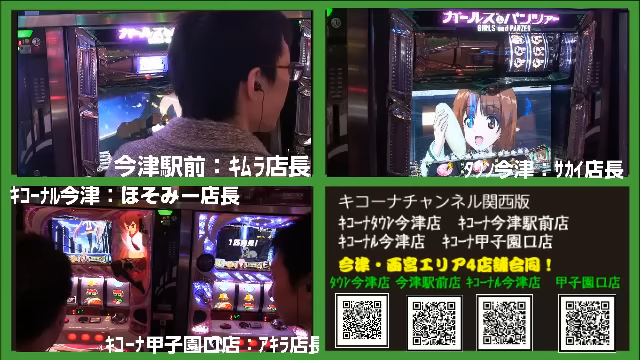 ガールズ&パンツァー
GIRLS und PANZER
今津駅前：ｷﾑﾗ店長
ﾀｳﾝ今津：ｻｶｲ店長
ｷｺｰﾅﾙ今津：ほそみー店長
ｷｺｰﾅ甲子園口店：ｱｷﾗ店長
キコーナチャンネル関西版
ｷｺｰﾅﾀｳﾝ今津店 ｷｺｰﾅ今津駅前店
ｷｺｰﾅﾙ今津店 ｷｺｰﾅ甲子園口店
今津・西宮エリア4店舗合同！
ﾀｳﾝ今津店 今津駅前店 ｷｺｰﾅﾙ今津店 甲子園口店